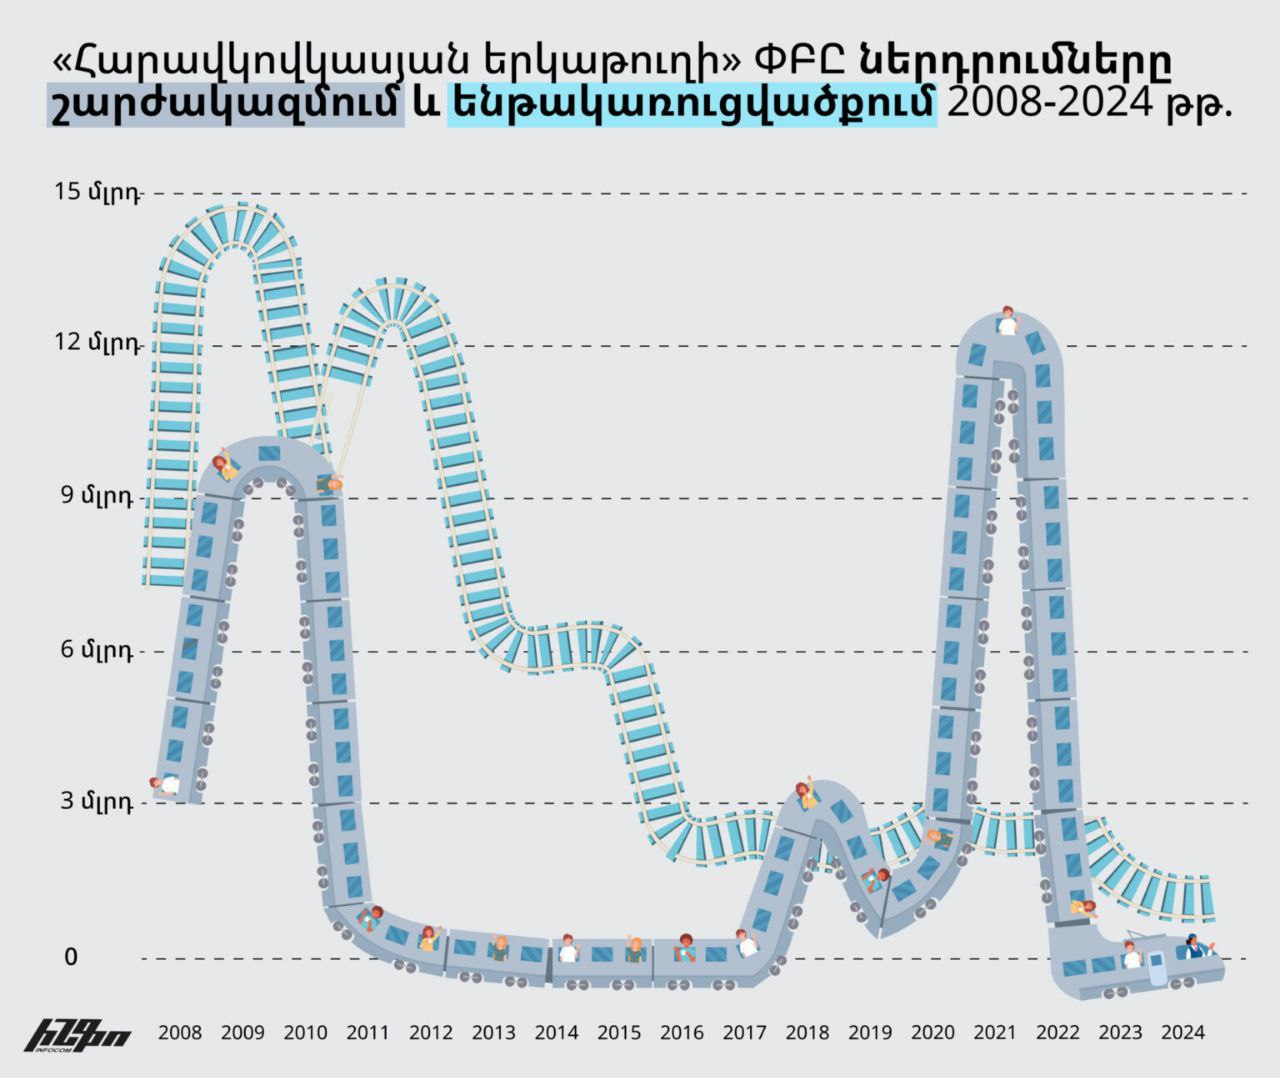 «Հարավկովկասյան երկաթուղի» ՓԲԸ ներդրումները
շարժակազմում և ենթակառուցվածքում 2008-2024 թթ.
15 մլրդ
12 մլրդ
9 մլրդ
6 մլրդ
3 մլրդ
0
2008 2009 2010 2011 2012 2013 2014 2015 2016 2017 2018 2019 2020 2021 2022 2023 2024
ինֆո
INFOCOM